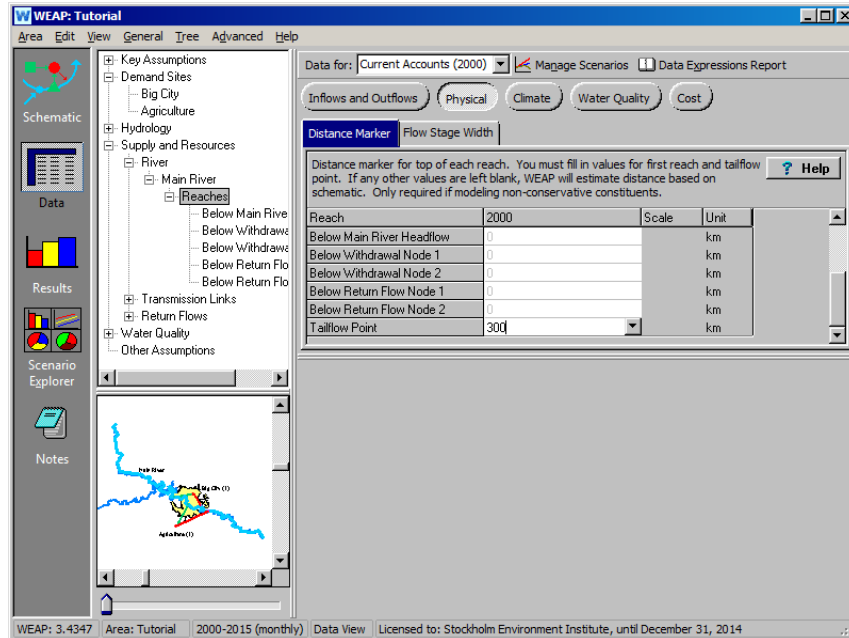 WEAP: Tutorial
Area Edit View General Tree Advanced Help
Schematic
Data
Results
Scenario
Explorer
Notes
Key Assumptions
Demand Sites
Big City
Agriculture
Hydrology
Supply and Resources
River
Main River
Reaches
Below Main Rive
Below Withdrawa
Below Withdrawa
Below Return Flo
Below Return Flo
Transmission Links
Return Flows
Water Quality
Other Assumptions
Main River
Big City (1)
Agriculture (1)
Data for: Current Accounts (2000) Manage Scenarios Data Expressions Report
Inflows and Outflows Physical Climate Water Quality Cost
Distance Marker Flow Stage Width
Distance marker for top of each reach. You must fill in values for first reach and tailflow
point. If any other values are left blank, WEAP will estimate distance based on
schematic. Only required if modeling non-conservative constituents.
? Help
Reach 2000 Scale Unit
Below Main River Headflow 0 km
Below Withdrawal Node 1 0 km
Below Withdrawal Node 2 0 km
Below Return Flow Node 1 0 km
Below Return Flow Node 2 0 km
Tailflow Point 300 km
WEAP: 3.4347 Area: Tutorial 2000-2015 (monthly) Data View Licensed to: Stockholm Environment Institute, until December 31, 2014